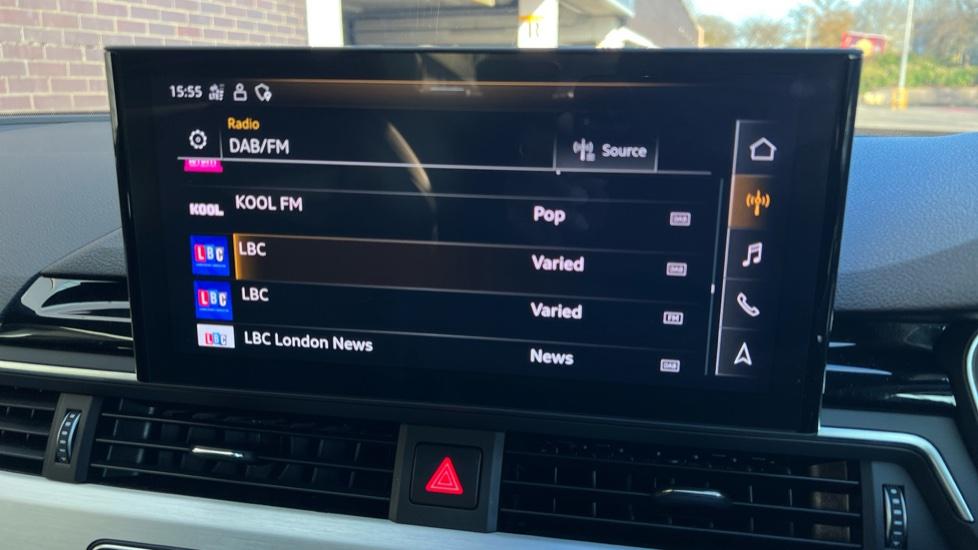 15:55 LTE
Radio
DAB/FM
Source
KOOL KOOL FM Pop DAB
LBC LBC Varied DAB
LBC LBC Varied FM
LBC LBC London News News DAB